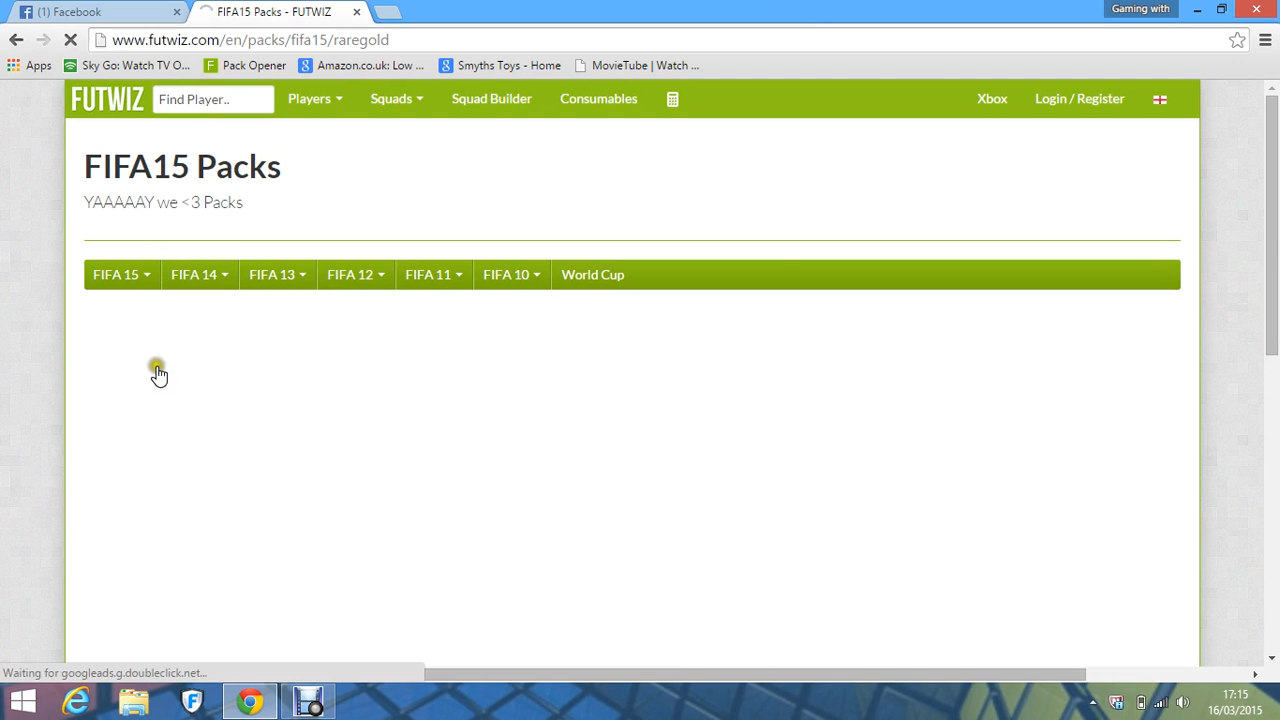 (1) Facebook
FIFA15 Packs - FUTWIZ
Gaming with
www.futwiz.com/en/packs/fifa15/raregold
Apps
Sky Go: Watch TV O...
Pack Opener
Amazon.co.uk: Low ...
Smyths Toys - Home
MovieTube | Watch ...
FUTWIZ
Find Player..
Players
Squads
Squad Builder
Consumables
Xbox
Login / Register
FIFA15 Packs
YAAAAAY we <3 Packs
FIFA 15
FIFA 14
FIFA 13
FIFA 12
FIFA 11
FIFA 10
World Cup
Waiting for googleads.g.doubleclick.net...
17:15
16/03/2015